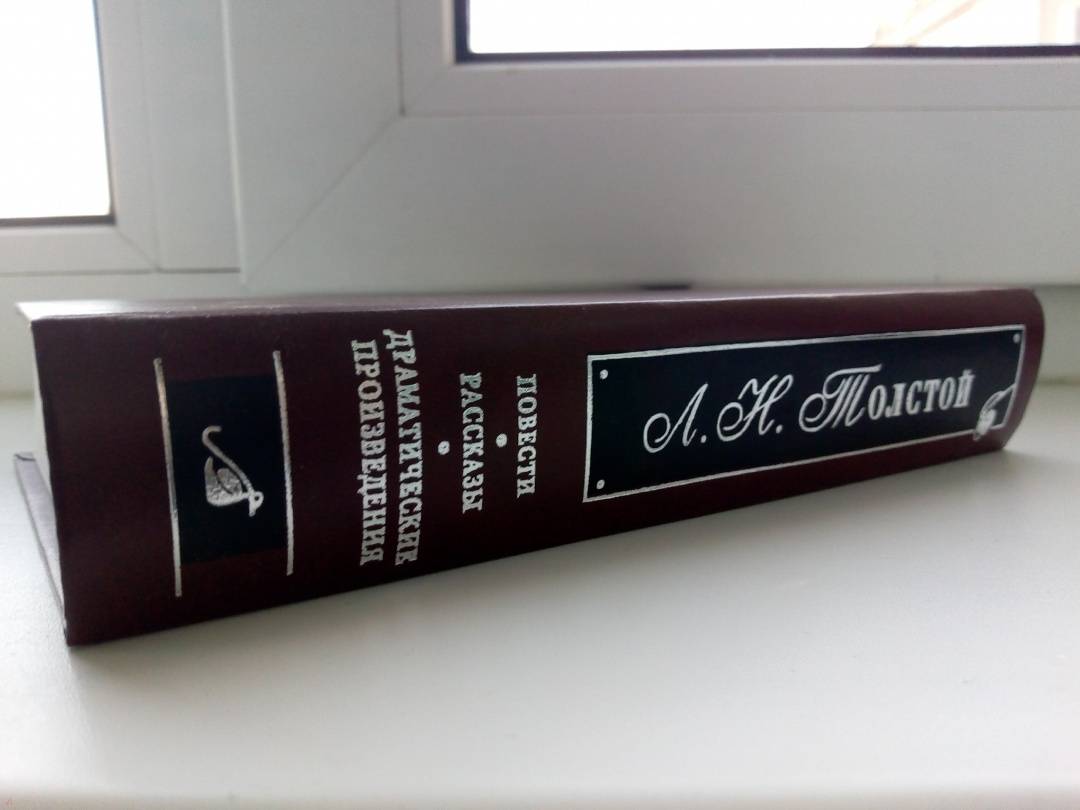 Л. Н. Толстой
ПОВЕСТИ
РАССКАЗЫ
ДРАМАТИЧЕСКИЕ
ПРОИЗВЕДЕНИЯ